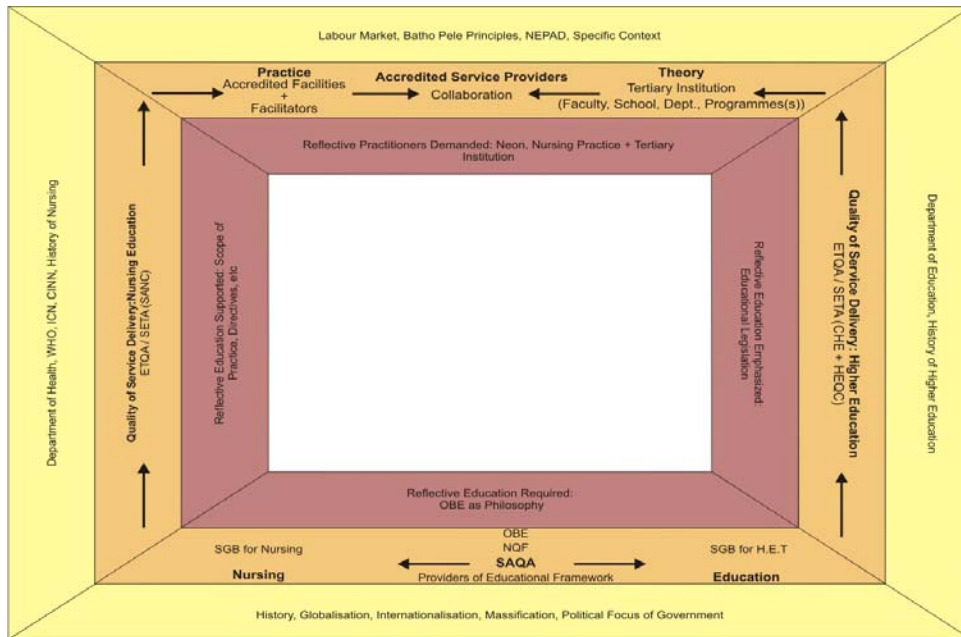 Labour Market, Batho Pele Principles, NEPAD, Specific Context
Practice
Accredited Facilities
+
Facilitators
Accredited Service Providers
Collaboration
Theory
Tertiary Institution
(Faculty, School, Dept., Programmes(s))
Reflective Practitioners Demanded: Neon, Nursing Practice + Tertiary
Institution
Department of Health, WHO, ICN, CINN, History of Nursing
Quality of Service Delivery:Nursing Education
ETQA / SETA (SANC)
Reflective Education Supported: Scope of
Practice, Directives, etc
Reflective Education Emphasized:
Educational Legislation
Quality of Service Delivery: Higher Education
ETQA / SETA (CHE + HEQC)
Department of Education, History of Higher Education
Reflective Education Required:
OBE as Philosophy
OBE
NQF
SAQA
Providers of Educational Framework
SGB for Nursing
Nursing
SGB for H.E.T
Education
History, Globalisation, Internationalisation, Massification, Political Focus of Government